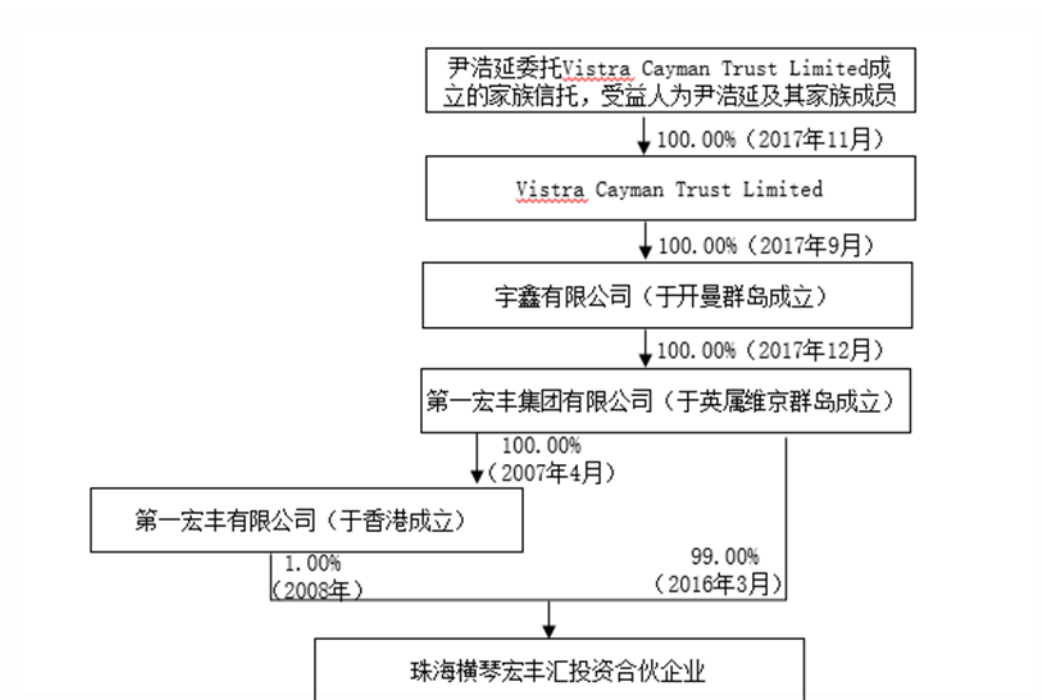 尹浩延委托Vistra Cayman Trust Limited成
立的家族信托，受益人为尹浩延及其家族成员
100.00%（2017年11月）
Vistra Cayman Trust Limited
100.00%（2017年9月）
宇鑫有限公司（于开曼群岛成立）
100.00%（2017年12月）
第一宏丰集团有限公司（于英属维京群岛成立）
100.00%
（2007年4月）
第一宏丰有限公司（于香港成立）
1.00%
（2008年）
99.00%
（2016年3月）
珠海横琴宏丰汇投资合伙企业